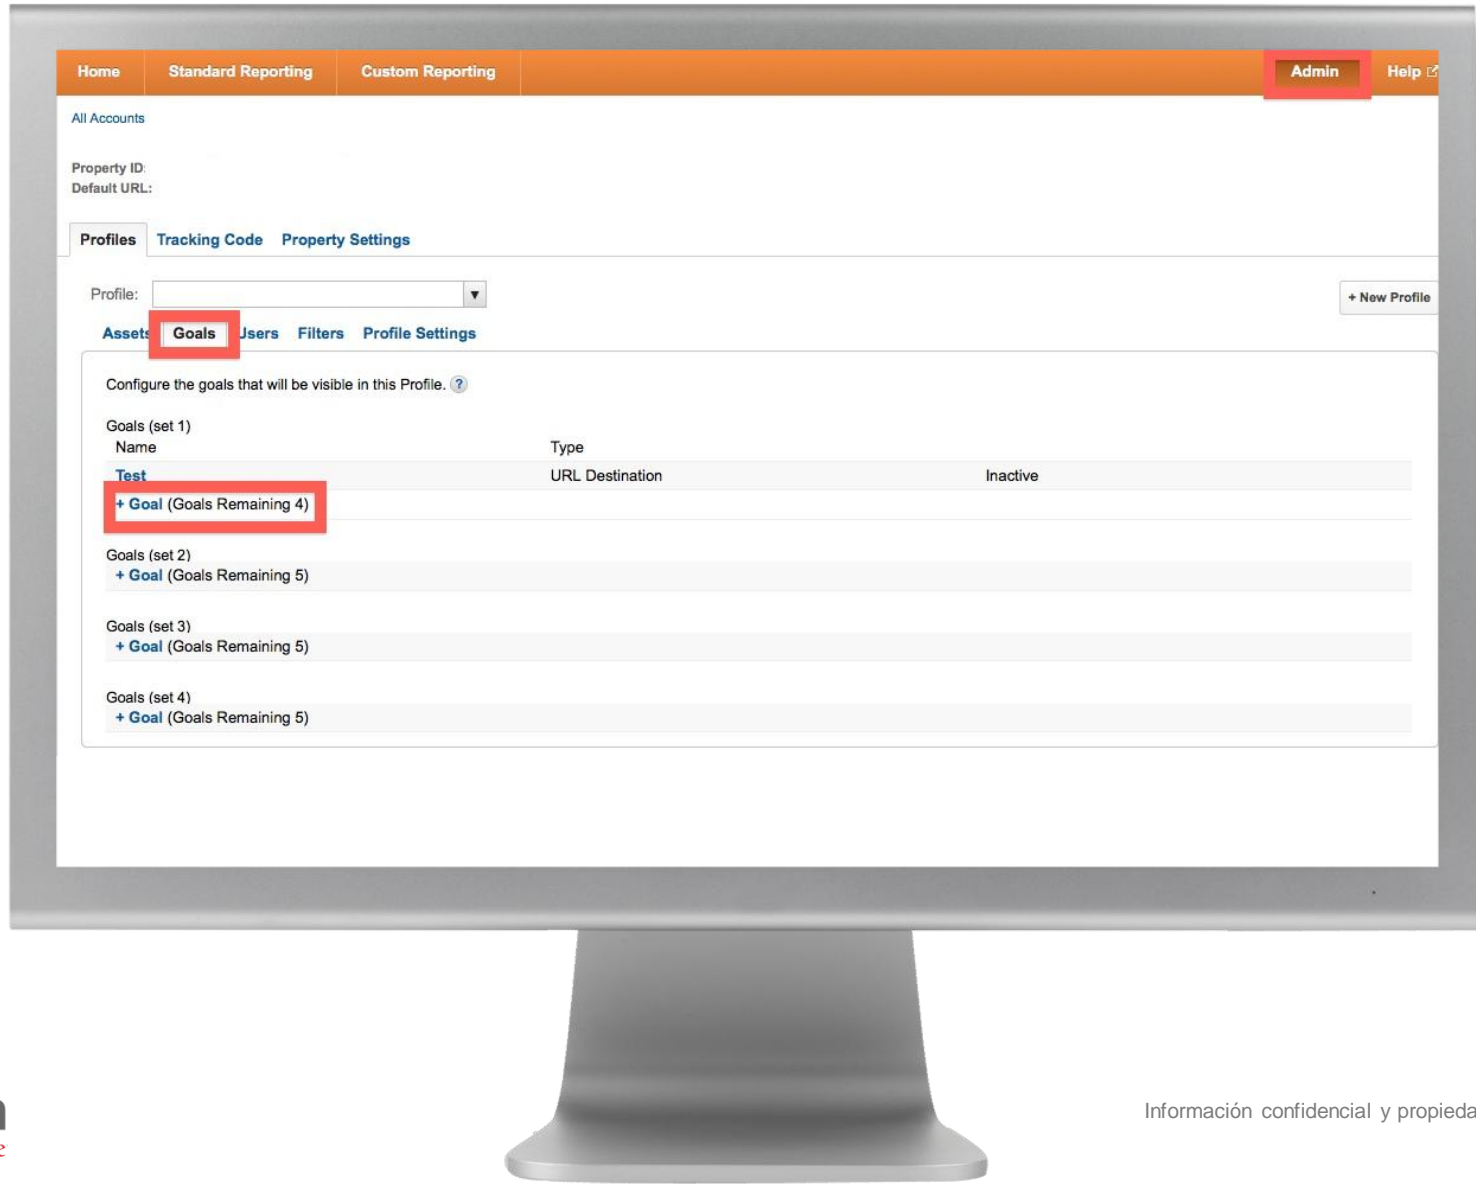 Home Standard Reporting Custom Reporting Admin Help
All Accounts
Property ID:
Default URL:
Profiles Tracking Code Property Settings
Profile:
+ New Profile
Assets Goals Users Filters Profile Settings
Configure the goals that will be visible in this Profile. ?
Goals (set 1)
Name Type
Test URL Destination Inactive
+ Goal (Goals Remaining 4)
Goals (set 2)
+ Goal (Goals Remaining 5)
Goals (set 3)
+ Goal (Goals Remaining 5)
Goals (set 4)
+ Goal (Goals Remaining 5)
Información confidencial y propieda